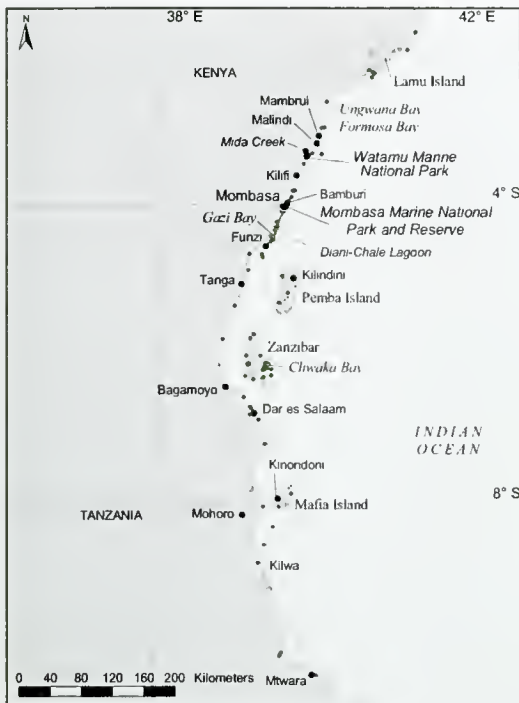 38° E 42° E
N
KENYA
Lamu Island
Mambrui
Ungwana Bay
Malindi
Formosa Bay
Mida Creek
Watamu Marine
National Park
Kilifi
4° S
Mombasa
Bamburi
Gazi Bay
Mombasa Marine National
Park and Reserve
Funzi
Diani-Chale Lagoon
Kilindini
Tanga
Pemba Island
Zanzibar
Chwaka Bay
Bagamoyo
Dar es Salaam
INDIAN
OCEAN
Kinondoni
8° S
Mafia Island
TANZANIA
Mohoro
Kilwa
0 40 80 120 160 200
Kilometers
Mtwara